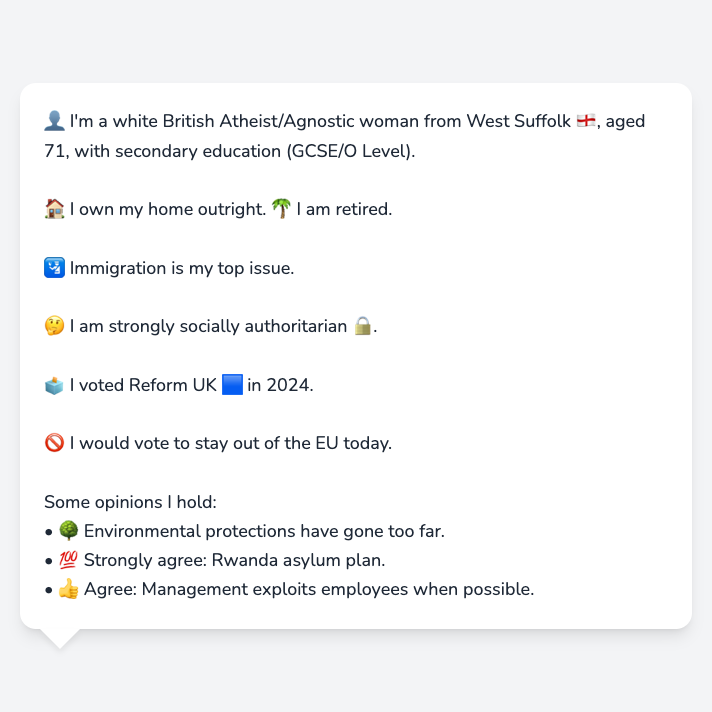 👤 I'm a white British Atheist/Agnostic woman from West Suffolk 🏴󠁧󠁢󠁥󠁮󠁧󠁿, aged
71, with secondary education (GCSE/O Level).
🏠 I own my home outright. 🌴 I am retired.
🛂 Immigration is my top issue.
🤔 I am strongly socially authoritarian 🔒.
🗳️ I voted Reform UK 🟦 in 2024.
🚫 I would vote to stay out of the EU today.
Some opinions I hold:
• 🌳 Environmental protections have gone too far.
• 💯 Strongly agree: Rwanda asylum plan.
• 👍 Agree: Management exploits employees when possible.